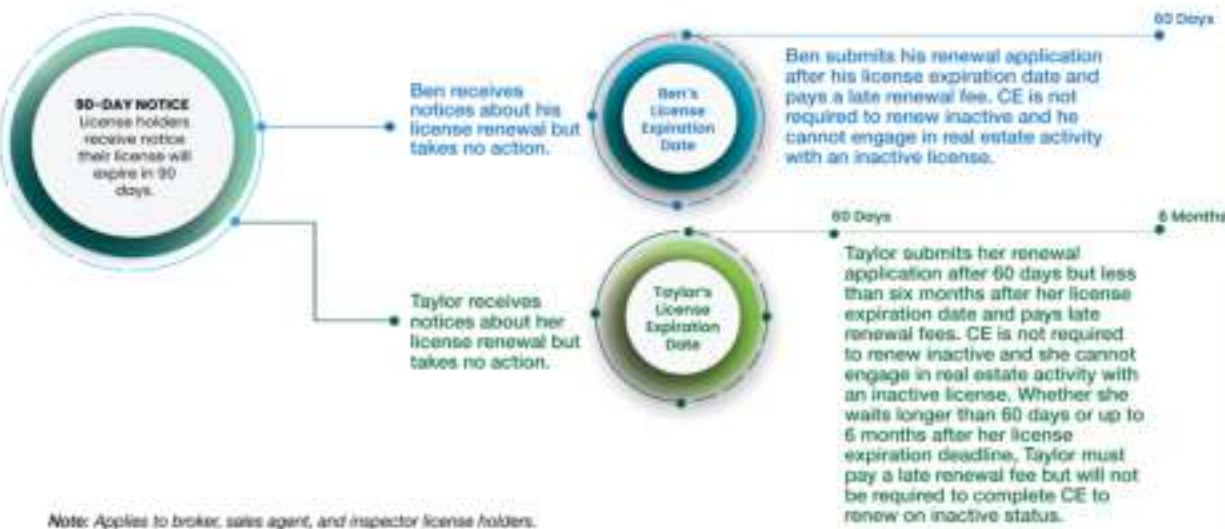 90-DAY NOTICE
License holders
receive notice
their license will
expire in 90
days.
Ben receives
notices about his
license renewal but
takes no action.
Ben's
License
Expiration
Date
60 Days
Ben submits his renewal application
after his license expiration date and
pays a late renewal fee. CE is not
required to renew inactive and he
cannot engage in real estate activity
with an inactive license.
Taylor receives
notices about her
license renewal but
takes no action.
Taylor's
License
Expiration
Date
60 Days
6 Months
Taylor submits her renewal
application after 60 days but less
than six months after her license
expiration date and pays late
renewal fees. CE is not required
to renew inactive and she cannot
engage in real estate activity with
an inactive license. Whether she
waits longer than 60 days or up to
6 months after her license
expiration deadline, Taylor must
pay a late renewal fee but will not
be required to complete CE to
renew on inactive status.
Note: Applies to broker, sales agent, and inspector license holders.